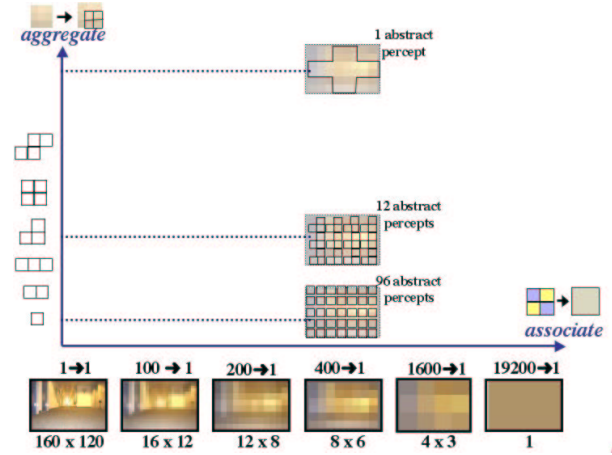 aggregate
1 abstract
percept
12 abstract
percepts
96 abstract
percepts
associate
1→1
100→1
200→1
400→1
1600→1
19200→1
160 x 120
16 x 12
12 x 8
8 x 6
4 x 3
1